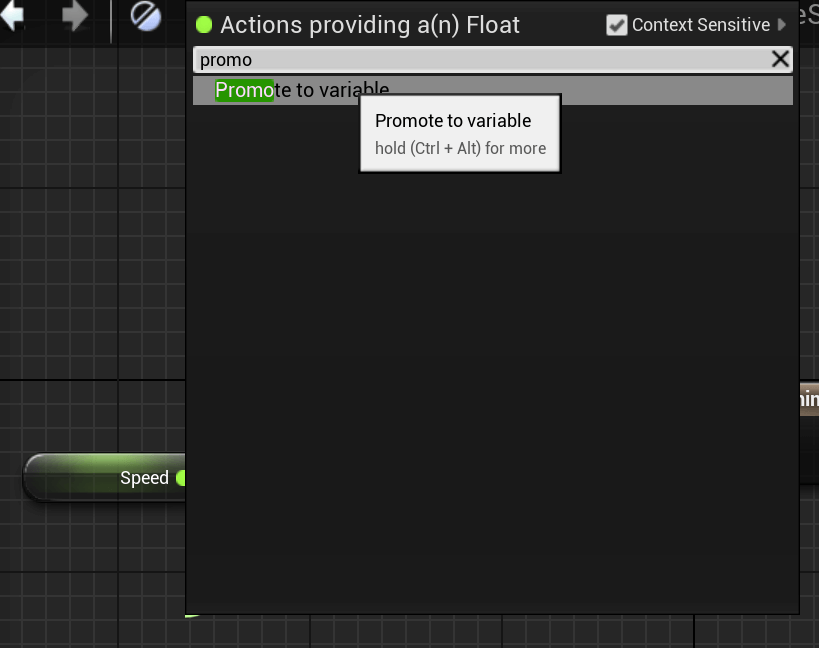 Actions providing a(n) Float
Context Sensitive
promo
Promote to variable
Promote to variable
hold (Ctrl + Alt) for more
Speed